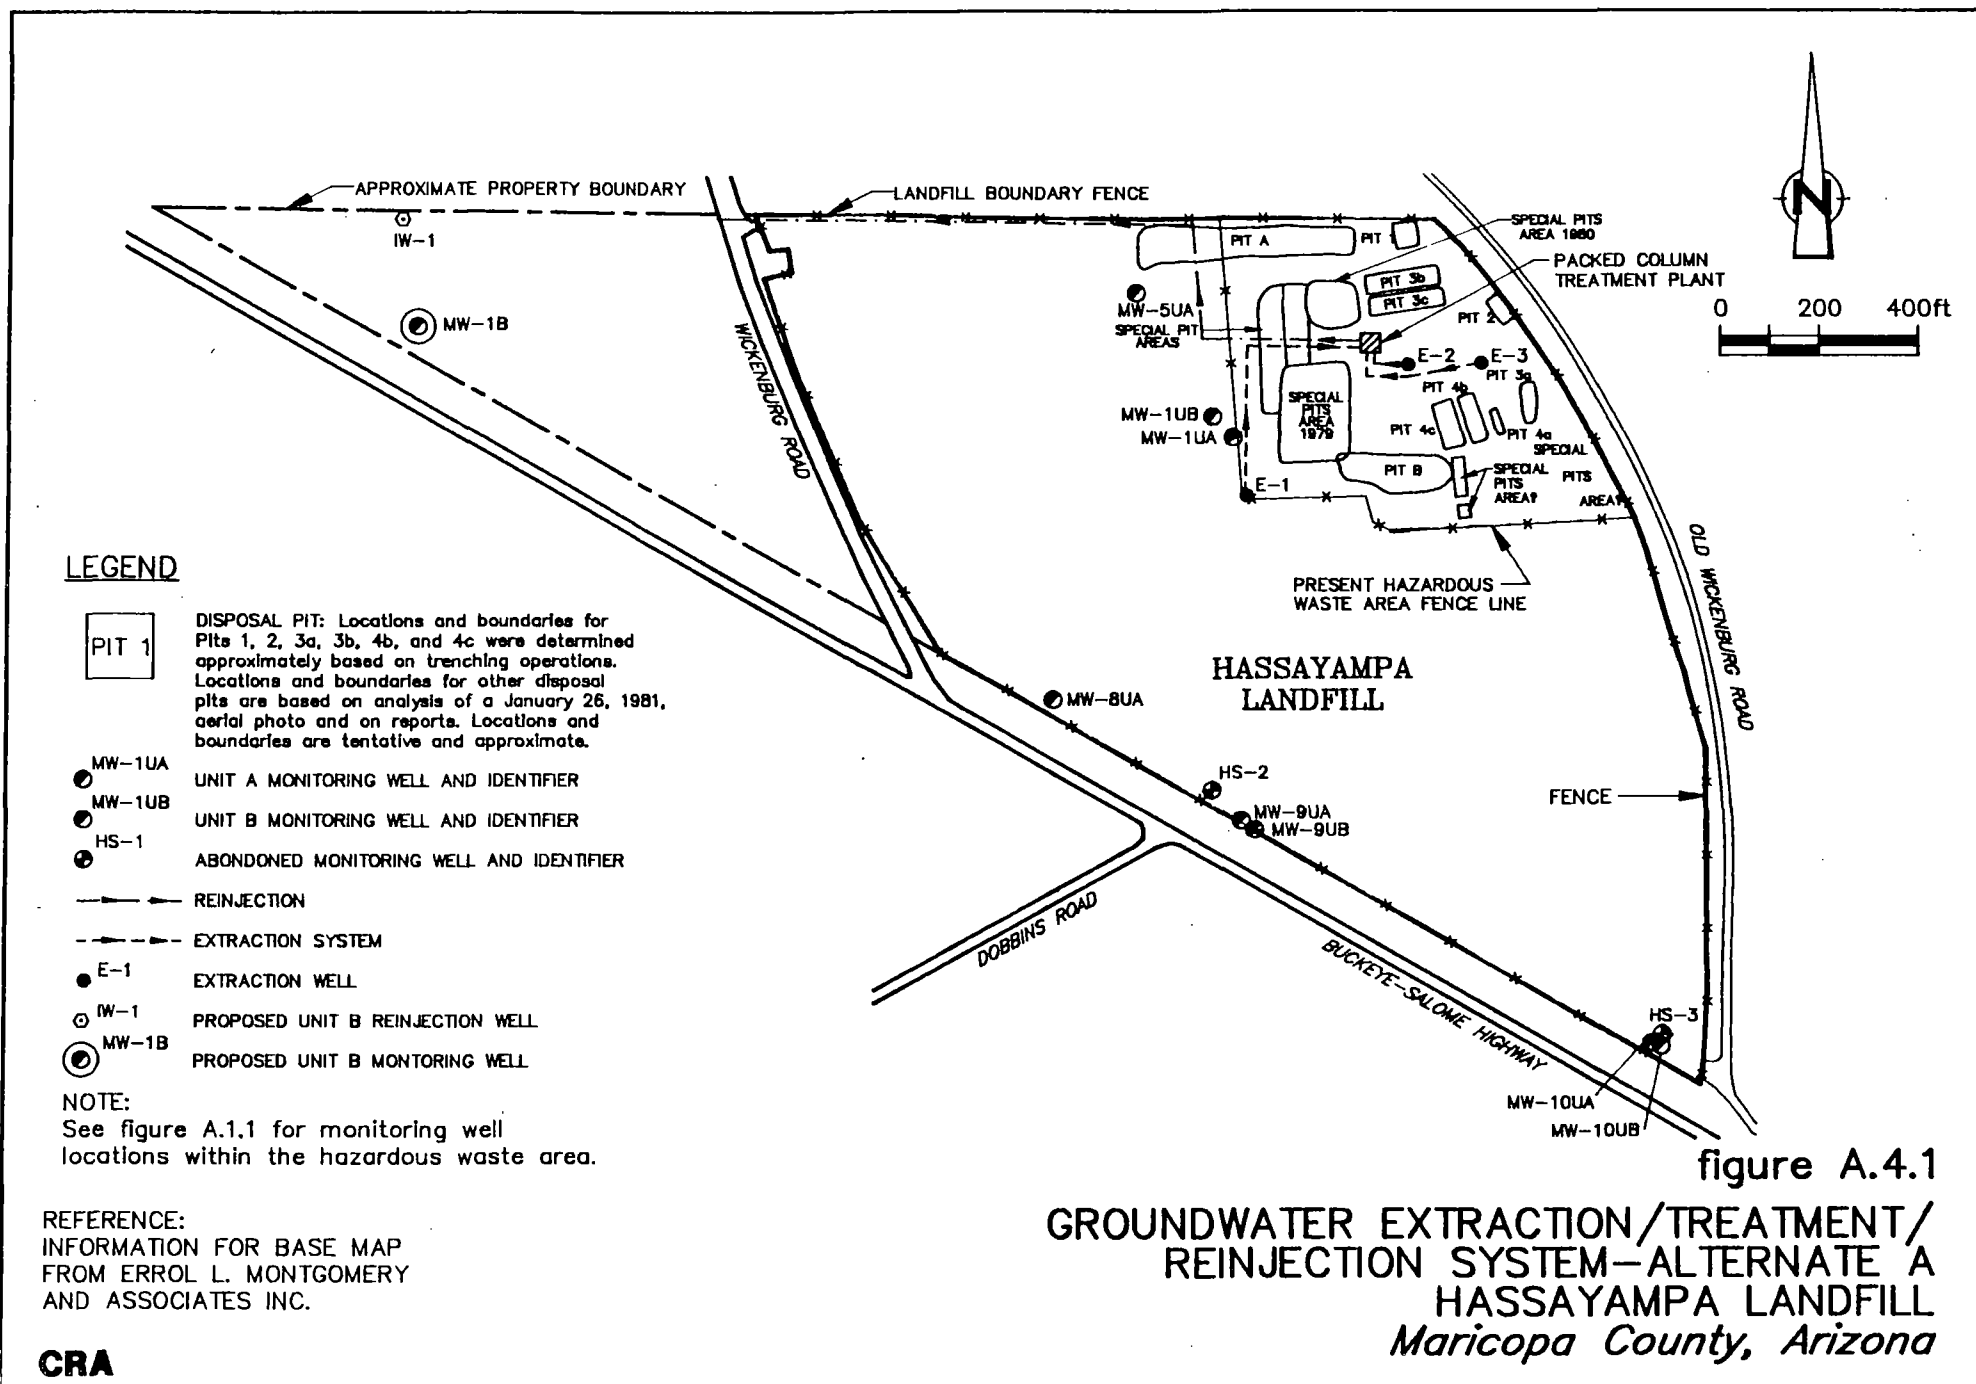 APPROXIMATE PROPERTY BOUNDARY
LANDFILL BOUNDARY FENCE
IW-1
MW-1B
WICKENBURG ROAD
PIT A
PIT
SPECIAL PITS
AREA 1980
PACKED COLUMN
TREATMENT PLANT
N
0 200 400ft
MW-5UA
SPECIAL PIT
AREAS
PIT 3b
PIT 3c
PIT 2
E-2
E-3
PIT 3a
PIT 4b
PIT 4c
PIT 4a
MW-1UB
MW-1UA
SPECIAL
PITS
AREA
1979
PIT B
SPECIAL
PITS
AREA?
SPECIAL
PITS
AREA?
E-1
PRESENT HAZARDOUS
WASTE AREA FENCE LINE
OLD WICKENBURG ROAD
HASSAYAMPA
LANDFILL
MW-8UA
HS-2
MW-9UA
MW-9UB
FENCE
DOBBINS ROAD
BUCKEYE-SALOME HIGHWAY
HS-3
MW-10UA
MW-10UB
LEGEND
PIT 1
DISPOSAL PIT: Locations and boundaries for
Pits 1, 2, 3a, 3b, 4b, and 4c were determined
approximately based on trenching operations.
Locations and boundaries for other disposal
pits are based on analysis of a January 26, 1981,
aerial photo and on reports. Locations and
boundaries are tentative and approximate.
MW-1UA
UNIT A MONITORING WELL AND IDENTIFIER
MW-1UB
UNIT B MONITORING WELL AND IDENTIFIER
HS-1
ABONDONED MONITORING WELL AND IDENTIFIER
REINJECTION
EXTRACTION SYSTEM
E-1
EXTRACTION WELL
IW-1
PROPOSED UNIT B REINJECTION WELL
MW-1B
PROPOSED UNIT B MONTORING WELL
NOTE:
See figure A.1.1 for monitoring well
locations within the hazardous waste area.
REFERENCE:
INFORMATION FOR BASE MAP
FROM ERROL L. MONTGOMERY
AND ASSOCIATES INC.
CRA
figure A.4.1
GROUNDWATER EXTRACTION/TREATMENT/
REINJECTION SYSTEM-ALTERNATE A
HASSAYAMPA LANDFILL
Maricopa County, Arizona